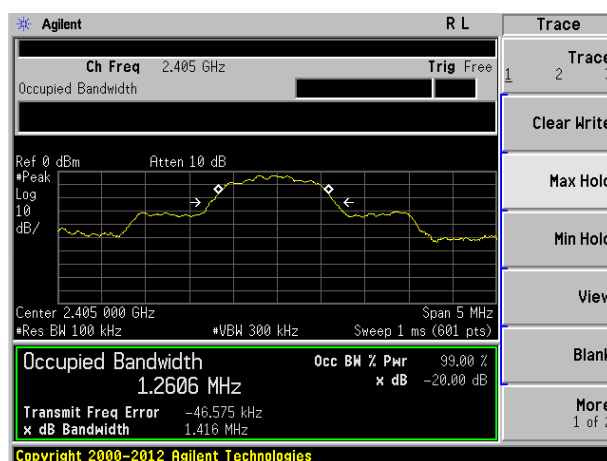 Agilent R L Trace
Ch Freq 2.405 GHz Trig Free
Occupied Bandwidth
Trace
1 2
Clear Write
Max Hold
Min Hold
View
Blank
More
1 of 2
Ref 0 dBm Atten 10 dB
#Peak
Log
10
dB/
Center 2.405 000 GHz Span 5 MHz
#Res BW 100 kHz #VBW 300 kHz Sweep 1 ms (601 pts)
Occupied Bandwidth Occ BW % Pwr 99.00 %
1.2606 MHz x dB -20.00 dB
Transmit Freq Error -46.575 kHz
x dB Bandwidth 1.416 MHz
Copyright 2000-2012 Agilent Technologies